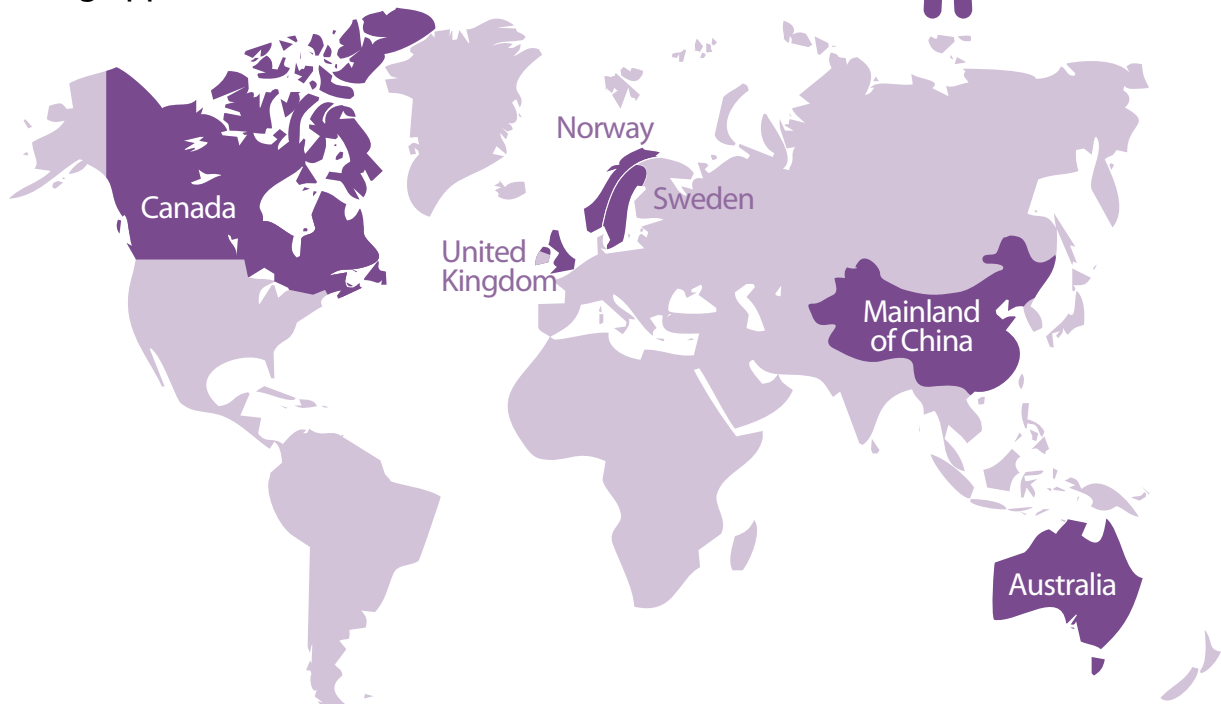 Norway
Sweden
Canada
United
Kingdom
Mainland
of China
Australia